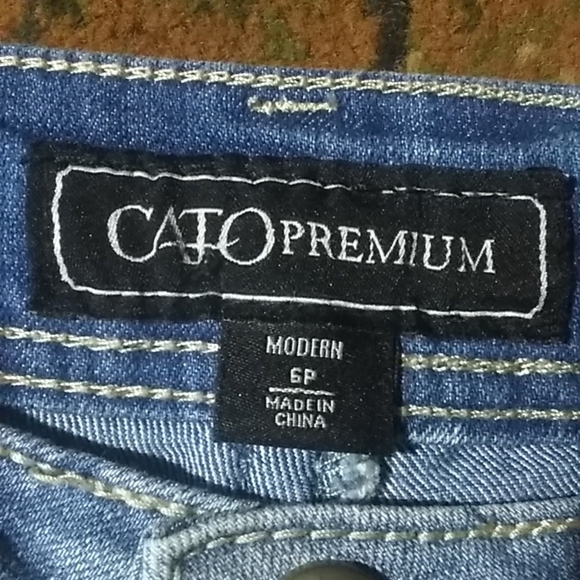 CATO PREMIUM
MODERN
6P
MADE IN
CHINA